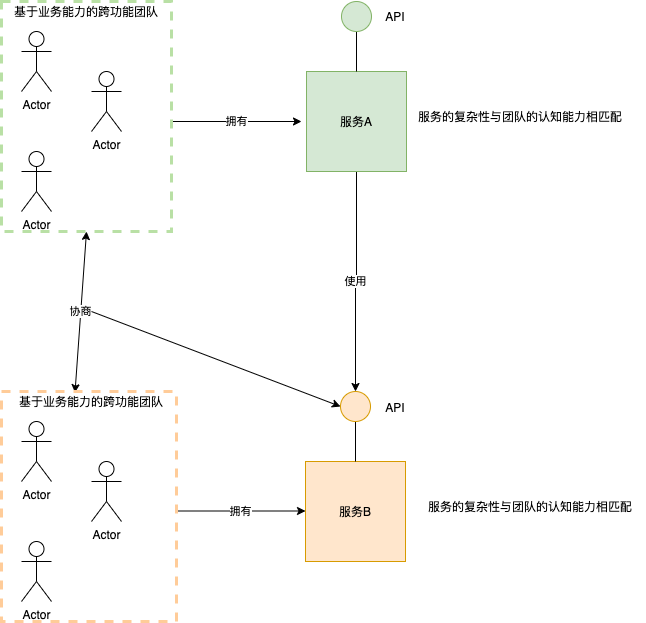 基于业务能力的跨功能团队
API
Actor
Actor
Actor
拥有
服务A
服务的复杂性与团队的认知能力相匹配
使用
协商
基于业务能力的跨功能团队
API
Actor
Actor
Actor
拥有
服务B
服务的复杂性与团队的认知能力相匹配